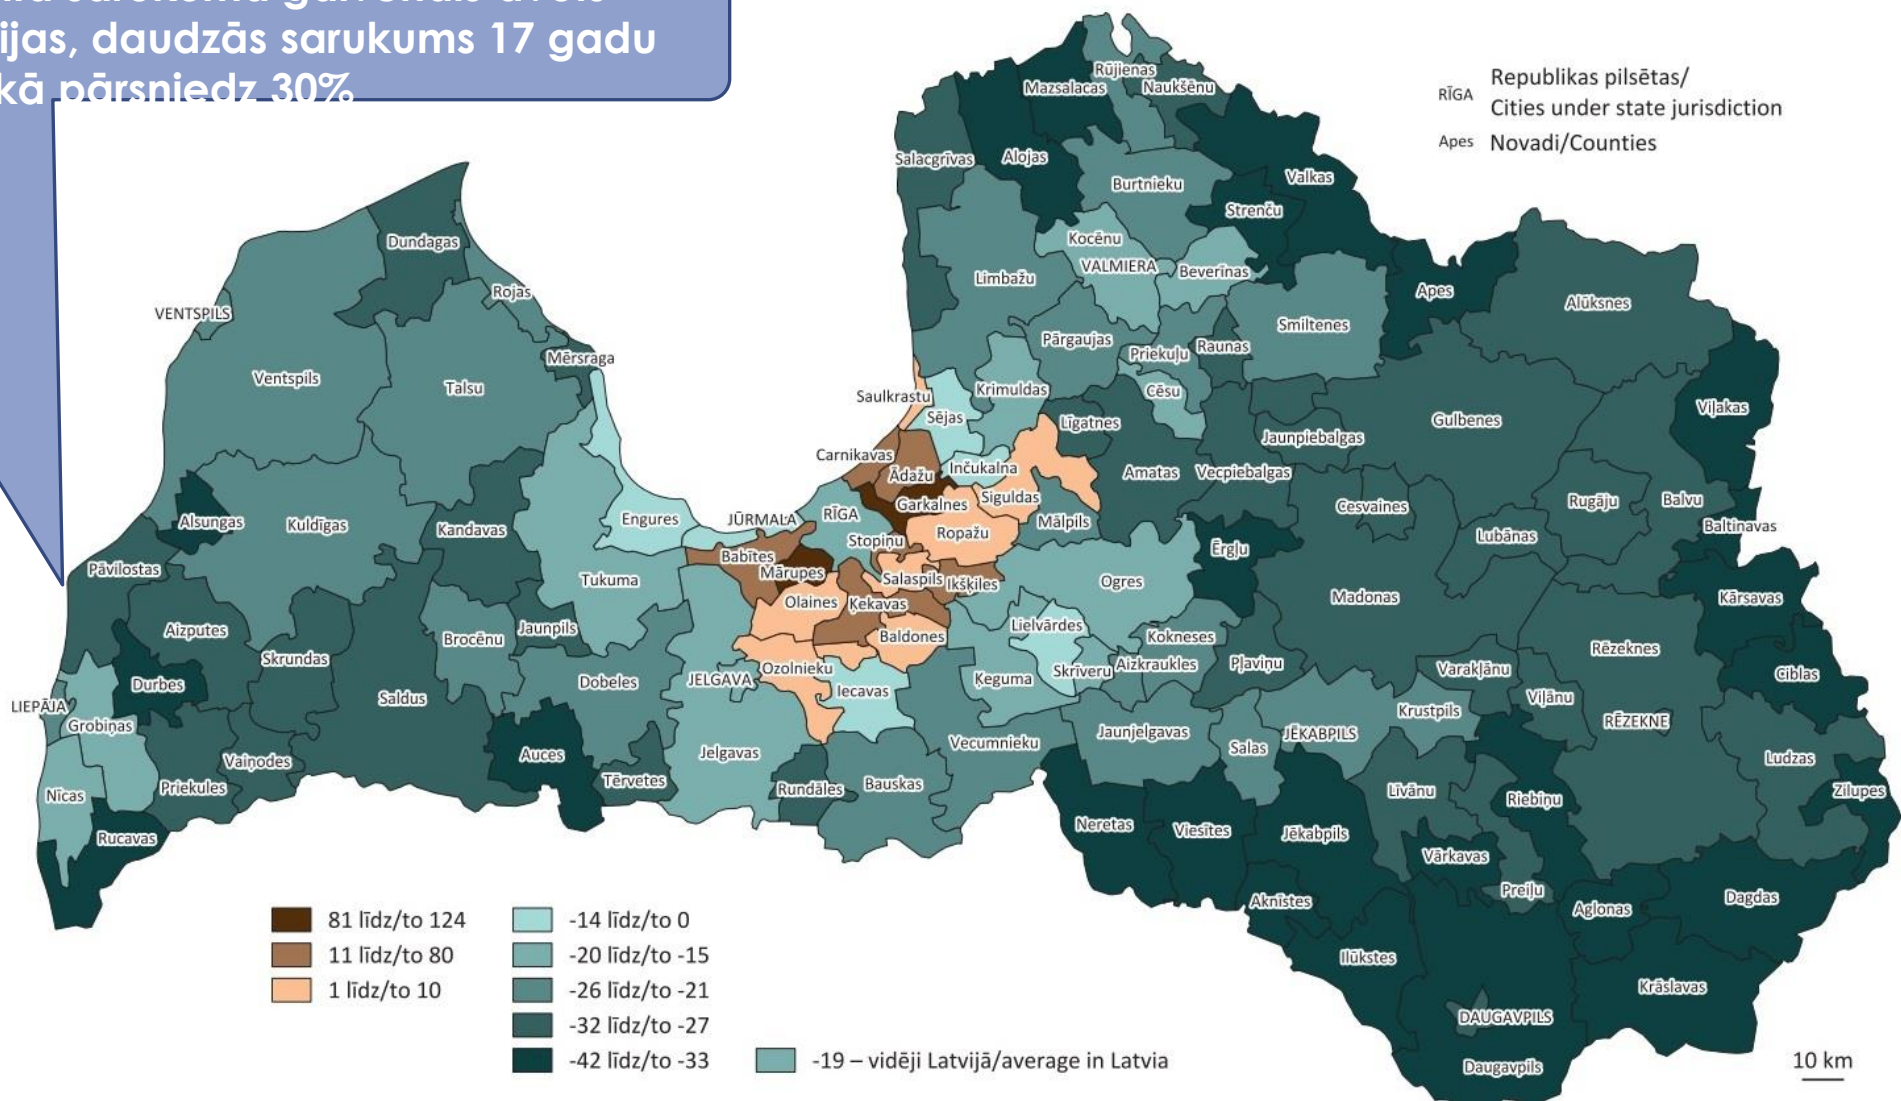 ijas, daudzās sarukums 17 gadu
kā pārsniedz 30%
RĪGA Republikas pilsētas/
Cities under state jurisdiction
Apes Novadi/Counties
Rūjienas
Mazsalacas
Naukšēnu
Salacgrīvas
Alojas
Burtnieku
Valkas
Strenču
Dundagas
Kocēnu
VALMIERA
Beverīnas
Limbažu
Rojas
Apes
Alūksnes
VENTSPILS
Smiltenes
Pārgaujas
Priekuļu
Raunas
Mērsraga
Ventspils
Talsu
Saulkrastu
Krimuldas
Cēsu
Sējas
Līgatnes
Gulbenes
Viļakas
Jaunpiebalgas
Carnikavas
Ādažu
Inčukalna
Amatas
Vecpiebalgas
Siguldas
Garkalnes
Cesvaines
Rugāju
Balvu
Alsungas
Kuldīgas
Kandavas
Engures
JŪRMALA
RĪGA
Mālpils
Baltinavas
Ropažu
Stopiņu
Lubānas
Ērgļu
Babītes
Pāvilostas
Mārupes
Salaspils
Ikšķiles
Tukuma
Ogres
Olaines
Ķekavas
Madonas
Kārsavas
Aizputes
Brocēnu
Jaunpils
Lielvārdes
Baldones
Kokneses
Rēzeknes
Skrundas
Ozolnieku
Skrīveru
Aizkraukles
Pļaviņu
Varakļānu
Ciblas
Durbes
Saldus
Dobeles
JELGAVA
Iecavas
Ķeguma
Viļānu
LIEPĀJA
Grobiņas
Krustpils
RĒZEKNE
Vecumnieku
Jaunjelgavas
Salas
JĒKABPILS
Vaiņodes
Auces
Jelgavas
Ludzas
Nīcas
Priekules
Tērvetes
Rundāles
Bauskas
Līvānu
Riebiņu
Zilupes
Rucavas
Neretas
Viesītes
Jēkabpils
Vārkavas
Preiļu
Aknīstes
Aglonas
Dagdas
Ilūkstes
Krāslavas
DAUGAVPILS
Daugavpils
81 līdz/to 124
11 līdz/to 80
1 līdz/to 10
-14 līdz/to 0
-20 līdz/to -15
-26 līdz/to -21
-32 līdz/to -27
-42 līdz/to -33
-19 – vidēji Latvijā/average in Latvia
10 km